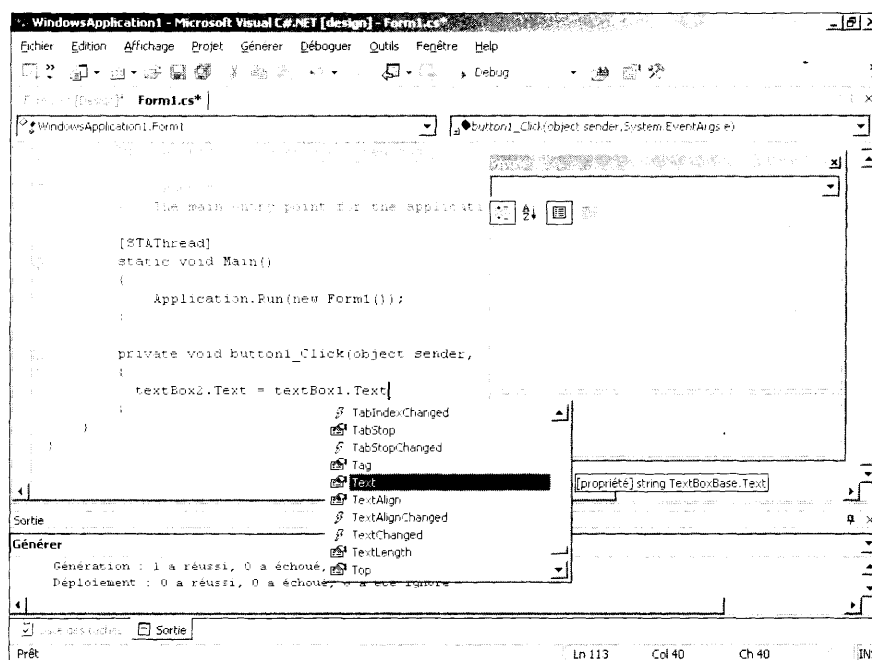 WindowsApplication1 - Microsoft Visual C#.NET [design] - Form1.cs*
Fichier Edition Affichage Projet Générer Déboguer Outils Fenêtre Help
Debug
Form1.cs*
WindowsApplication1.Form1
button1_Click(object sender,System.EventArgs e)
The main entry point for the applicati
[STAThread]
static void Main()
{
Application.Run(new Form1());
}
private void button1_Click(object sender,
{
textBox2.Text = textBox1.Text
}
}
}
TabIndexChanged
TabStop
TabStopChanged
Tag
Text
[propriété] string TextBoxBase.Text
TextAlign
TextAlignChanged
TextChanged
TextLength
Top
Sortie
Générer
Génération : 1 a réussi, 0 a échoué,
Déploiement : 0 a réussi, 0 a échoué, 0 a été ignoré
Sortie
Prêt
Ln 113 Col 40 Ch 40 INS